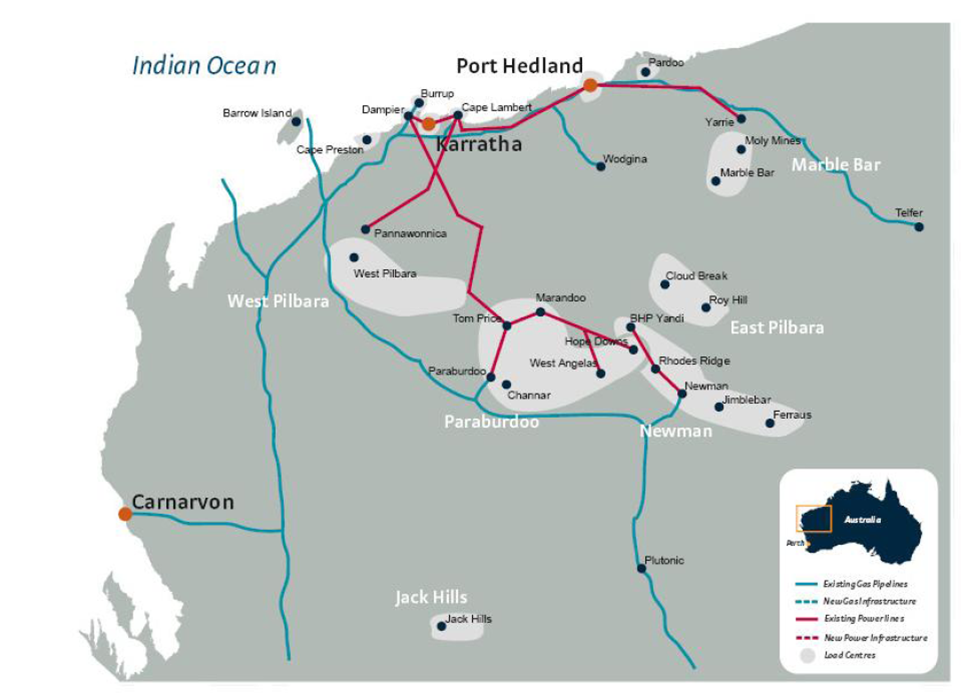 Indian Ocean
Port Hedland
Pardoo
Burrup
Barrow Island
Dampier
Cape Lambert
Yarrie
Cape Preston
Karratha
Moly Mines
Wodgina
Marble Bar
Marble Bar
Telfer
Pannawonnica
West Pilbara
Cloud Break
West Pilbara
Marandoo
Roy Hill
Tom Price
BHP Yandi
East Pilbara
Hope Downs
West Angelas
Rhodes Ridge
Paraburdoo
Newman
Channar
Jimblebar
Ferraus
Paraburdoo
Newman
Carnarvon
Plutonic
Jack Hills
Jack Hills
Australia
Perth
Existing Gas Pipelines
New Gas Infrastructure
Existing Powerlines
New Power Infrastructure
Load Centres